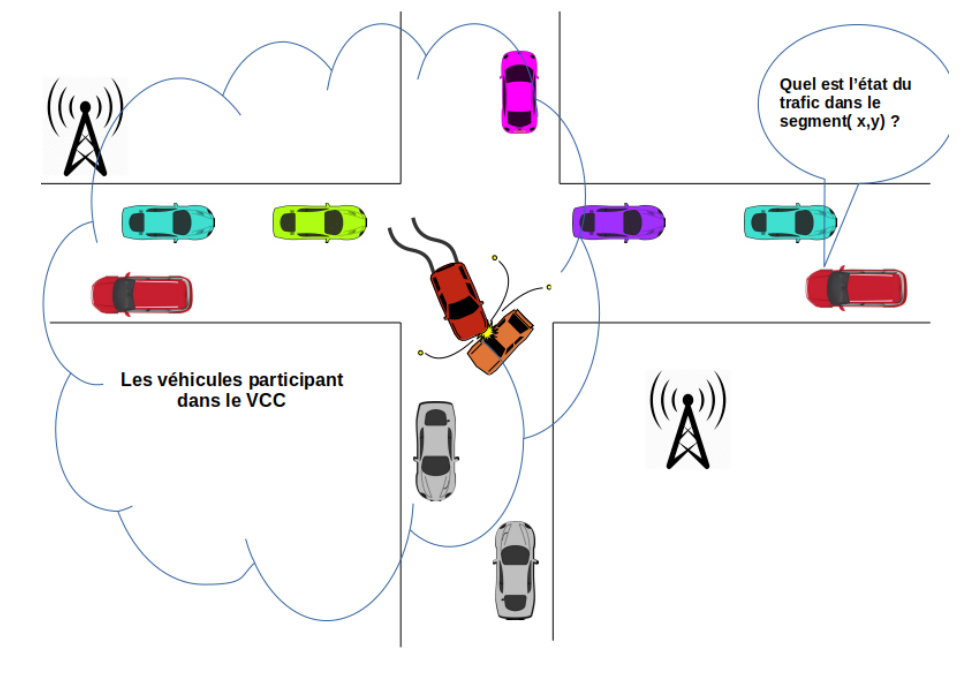 Quel est l'état du
trafic dans le
segment( x,y) ?
Les véhicules participant
dans le VCC